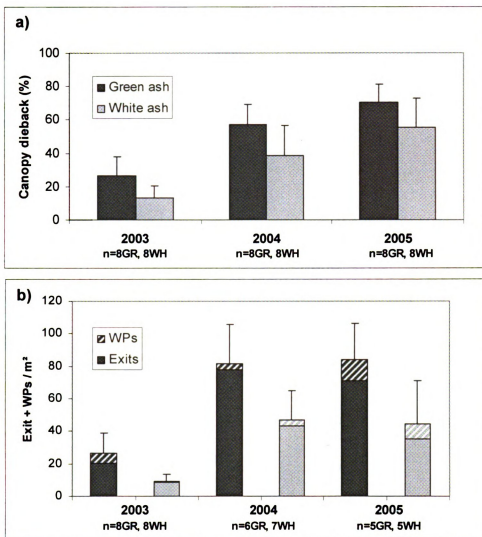 a)
Canopy dieback (%)
100
80
60
40
20
0
Green ash
White ash
2003
2004
2005
n=8GR, 8WH
n=8GR, 8WH
n=8GR, 8WH
b)
Exit + WPs / m²
120
100
80
60
40
20
0
WPs
Exits
2003
2004
2005
n=8GR, 8WH
n=6GR, 7WH
n=5GR, 5WH